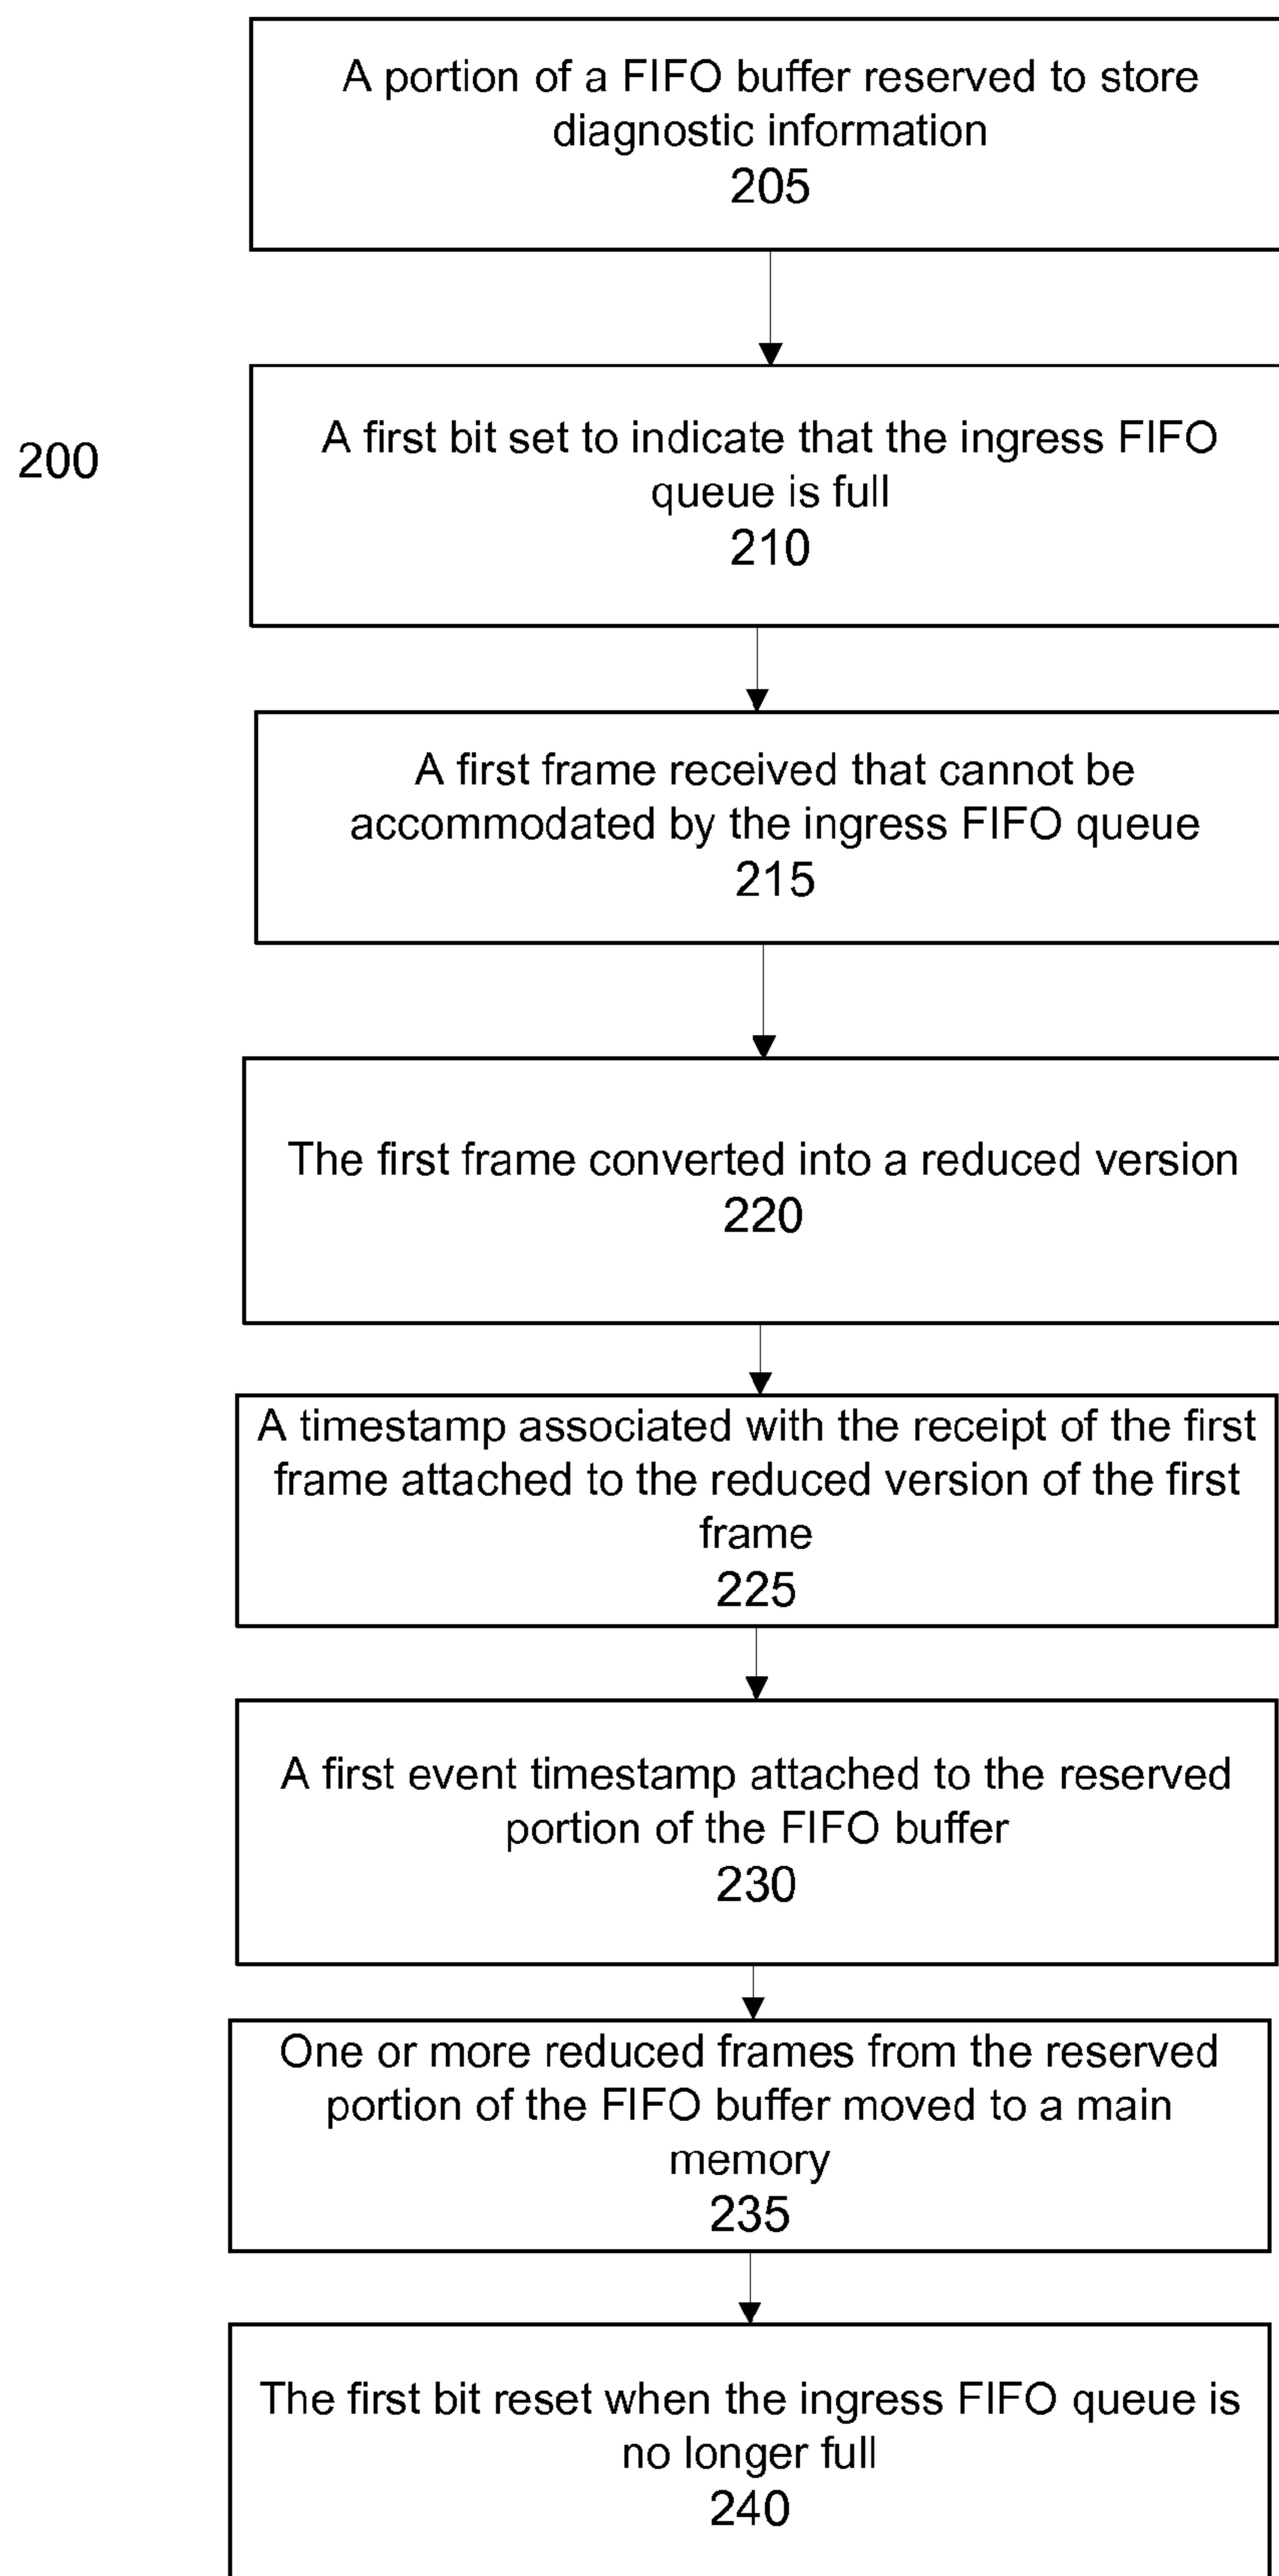 A portion of a FIFO buffer reserved to store
diagnostic information
205
A first bit set to indicate that the ingress FIFO
queue is full
210
200
A first frame received that cannot be
accommodated by the ingress FIFO queue
215
The first frame converted into a reduced version
220
A timestamp associated with the receipt of the first
frame attached to the reduced version of the first
frame
225
A first event timestamp attached to the reserved
portion of the FIFO buffer
230
One or more reduced frames from the reserved
portion of the FIFO buffer moved to a main
memory
235
The first bit reset when the ingress FIFO queue is
no longer full
240